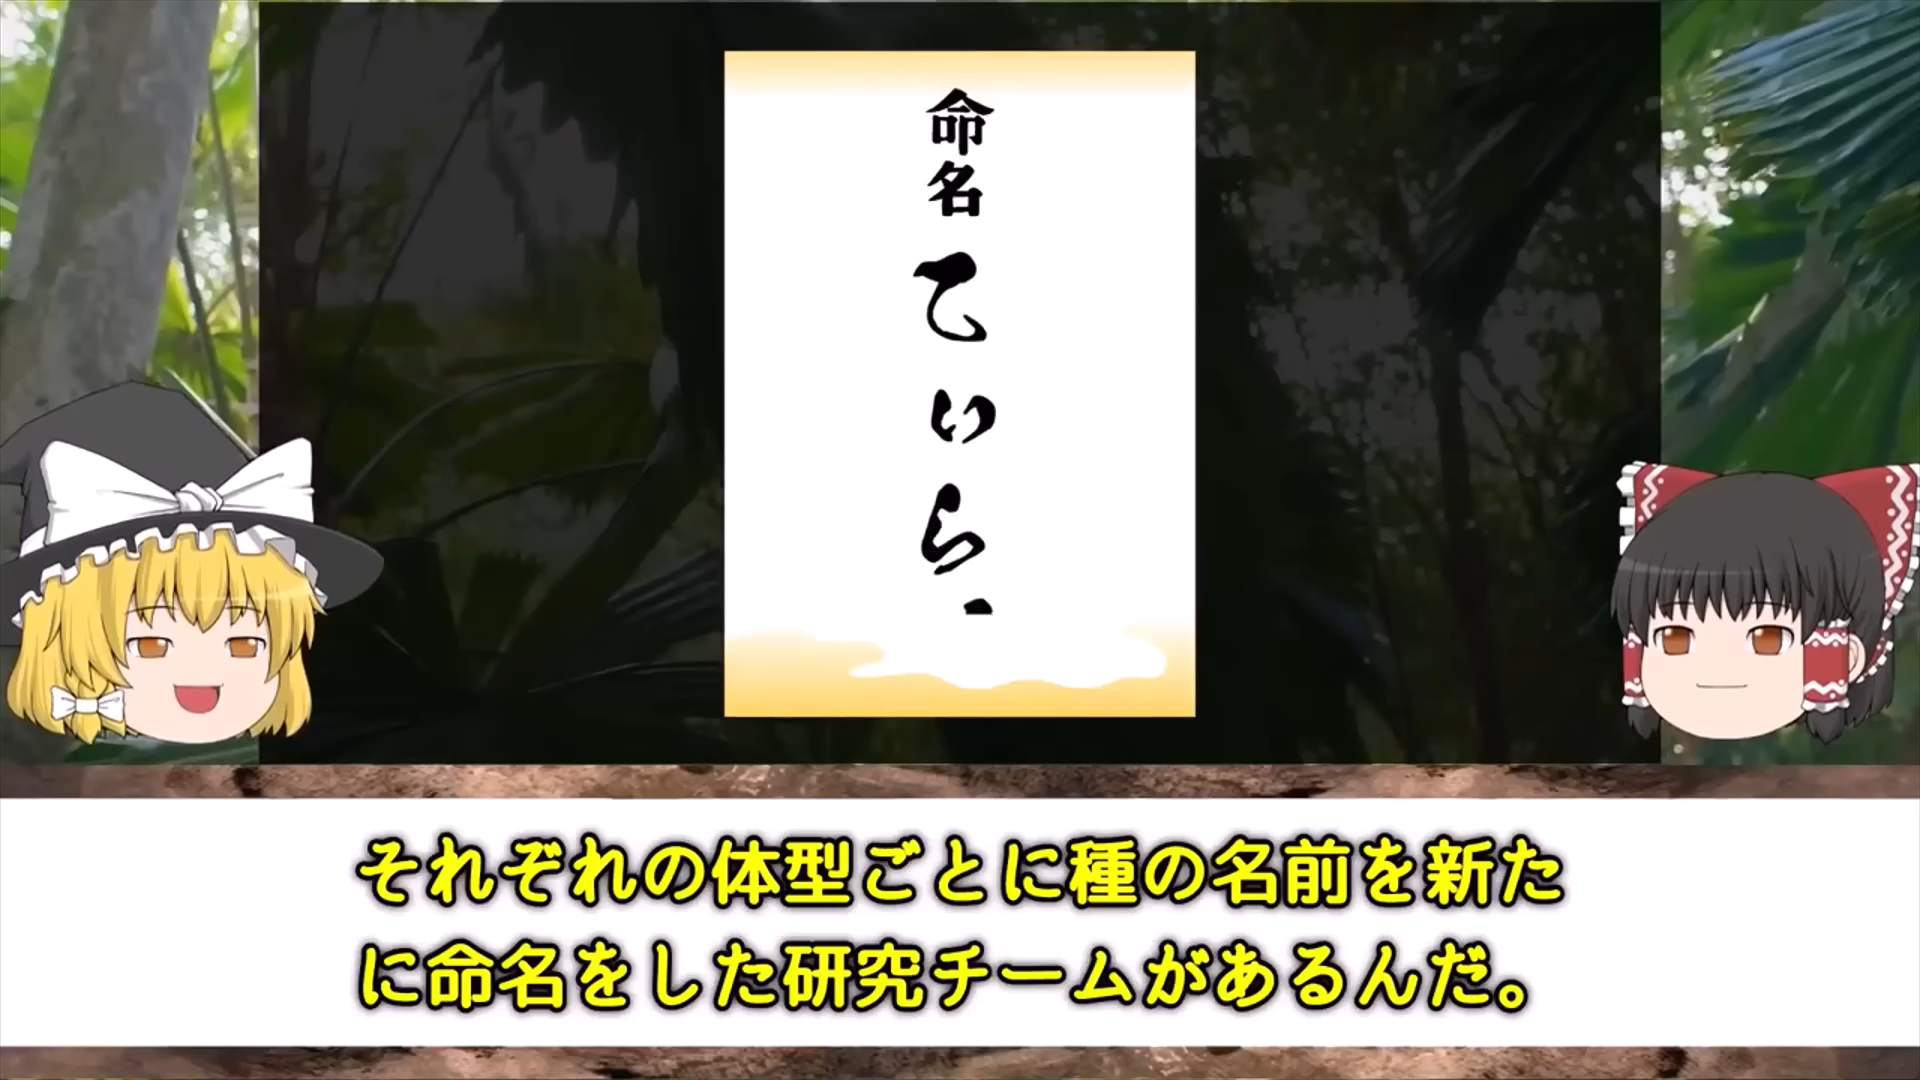 命名
てぃら
それぞれの体型ごとに種の名前を新た
に命名をした研究チームがあるんだ。